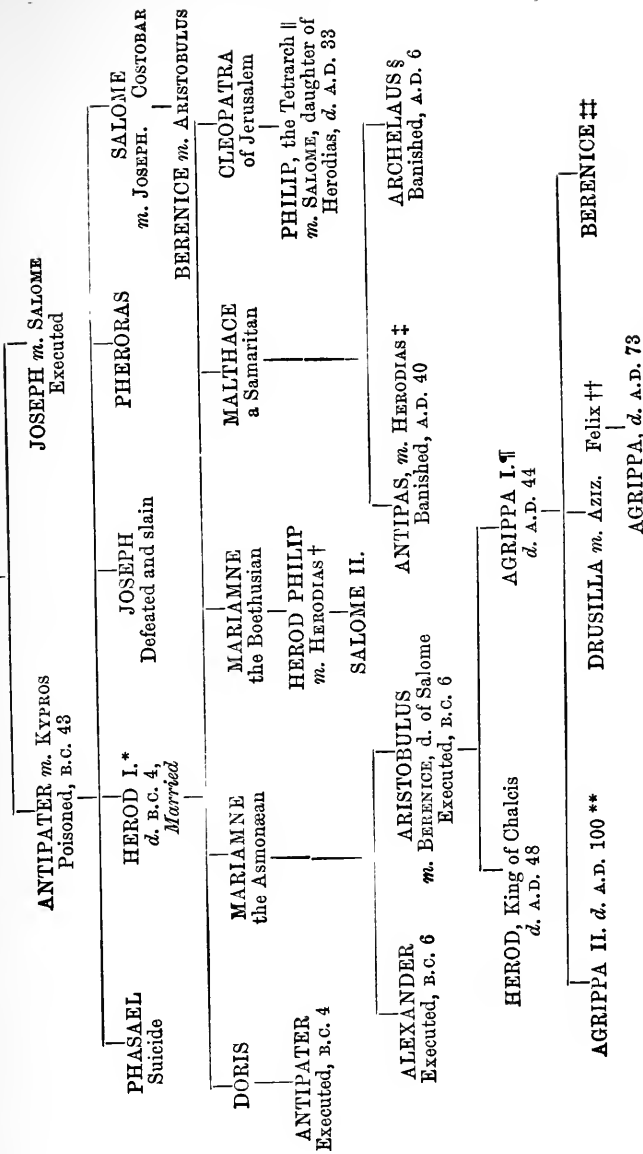 ANTIPATER m. KYPROS
Poisoned, B.C. 43
JOSEPH m. SALOME
Executed
PHASAEL
Suicide
HEROD I.*
d. B.C. 4,
Married
JOSEPH
Defeated and slain
PHERORAS
SALOME
m. JOSEPH. COSTOBAR
BERENICE m. ARISTOBULUS
DORIS
MARIAMNE
the Asmonæan
MARIAMNE
the Boethusian
MALTHACE
a Samaritan
CLEOPATRA
of Jerusalem
ANTIPATER
Executed, B.C. 4
HEROD PHILIP
m. HERODIAS †
SALOME II.
PHILIP, the Tetrarch ||
m. SALOME, daughter of
Herodias, d. A.D. 33
ALEXANDER
Executed, B.C. 6
ARISTOBULUS
m. BERENICE, d. of Salome
Executed, B.C. 6
ANTIPAS, m. HERODIAS ‡
Banished, A.D. 40
ARCHELAUS §
Banished, A.D. 6
HEROD, King of Chalcis
d. A.D. 48
AGRIPPA I.¶
d. A.D. 44
AGRIPPA II. d. A.D. 100 **
DRUSILLA m. AZIZ. Felix ††
BERENICE ‡‡
AGRIPPA, d. A.D. 73